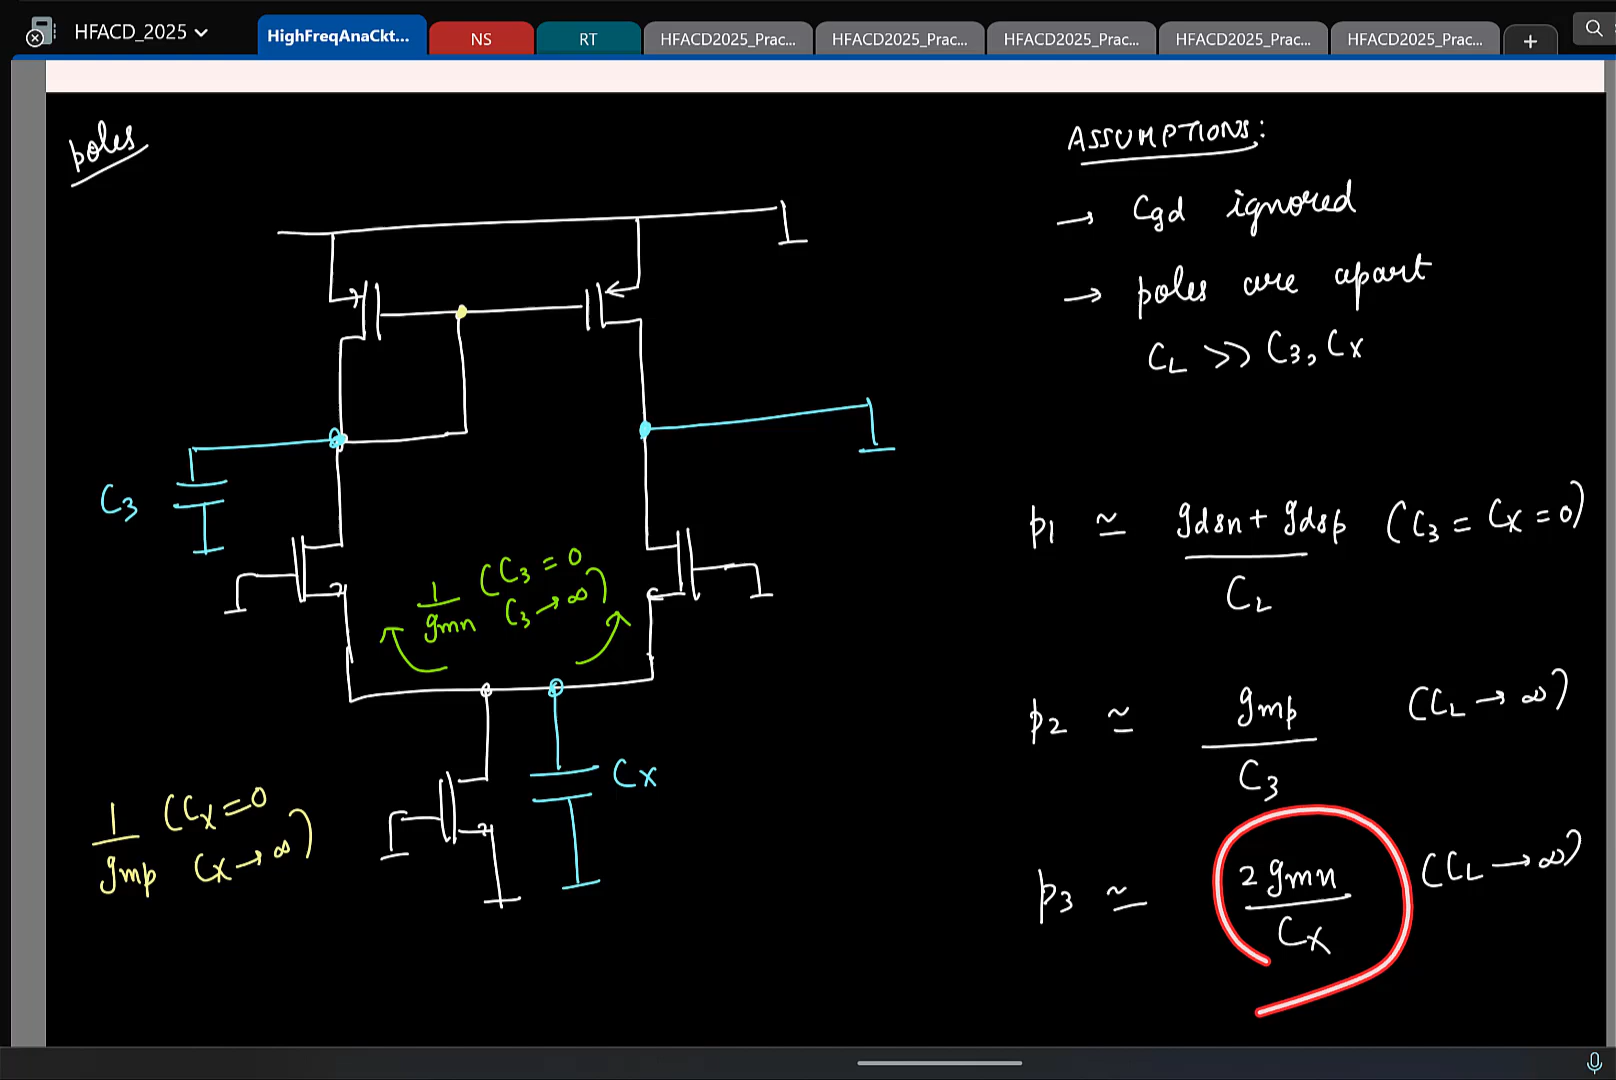 HFACD_2025
HighFreqAnaCkt...
NS
RT
HFACD2025_Prac...
HFACD2025_Prac...
HFACD2025_Prac...
HFACD2025_Prac...
HFACD2025_Prac...
+
poles
ASSUMPTIONS:
→ Cgd ignored
→ poles are apart
CL >> C3, CX
C3
1/gmn (C3 = 0
C3 → ∞)
CX
1/gmp (CX = 0
CX → ∞)
p1 ≃ gdsn + gdsp / CL (C3 = CX = 0)
p2 ≃ gmp / C3 (CL → ∞)
p3 ≃ 2 gmn / CX (CL → ∞)